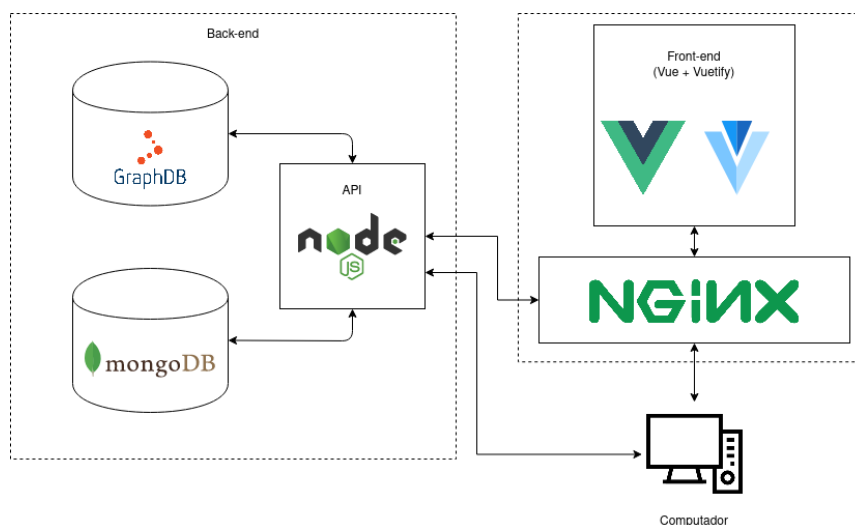 Back-end
GraphDB
mongoDB
API
node
JS
Front-end
(Vue + Vuetify)
NGINX
Computador